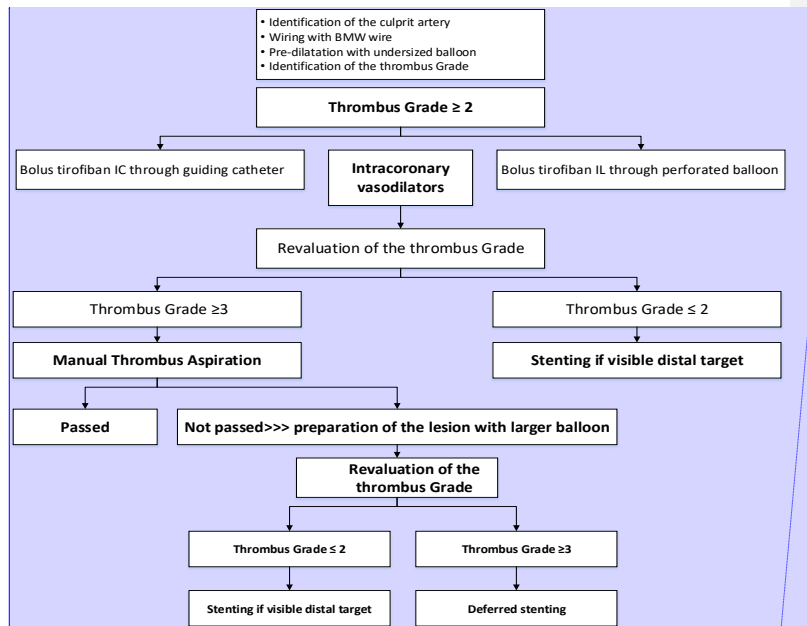 • Identification of the culprit artery
• Wiring with BMW wire
• Pre-dilatation with undersized balloon
• Identification of the thrombus Grade
Thrombus Grade ≥ 2
Bolus tirofiban IC through guiding catheter
Intracoronary
vasodilators
Bolus tirofiban IL through perforated balloon
Revaluation of the thrombus Grade
Thrombus Grade ≥3
Thrombus Grade ≤ 2
Manual Thrombus Aspiration
Stenting if visible distal target
Passed
Not passed>>> preparation of the lesion with larger balloon
Revaluation of the
thrombus Grade
Thrombus Grade ≤ 2
Thrombus Grade ≥3
Stenting if visible distal target
Deferred stenting